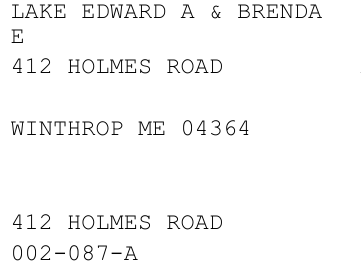 LAKE EDWARD A & BRENDA
E
412 HOLMES ROAD
WINTHROP ME 04364
412 HOLMES ROAD
002-087-A